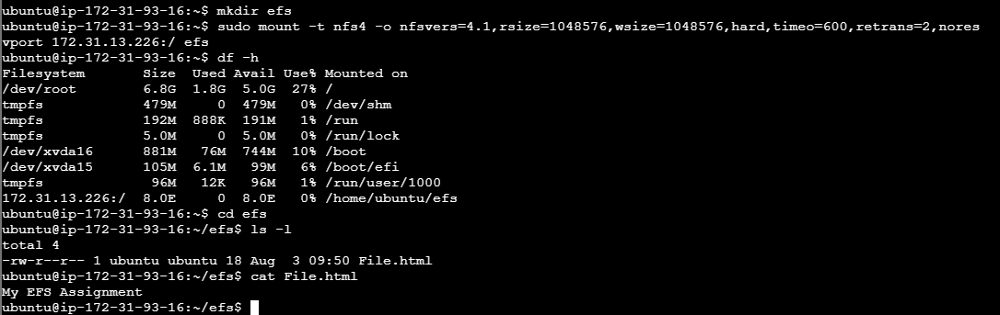 ubuntu@ip-172-31-93-16:~$ mkdir efs
ubuntu@ip-172-31-93-16:~$ sudo mount -t nfs4 -o nfsvers=4.1,rsize=1048576,wsize=1048576,hard,timeo=600,retrans=2,nores
vport 172.31.13.226:/ efs
ubuntu@ip-172-31-93-16:~$ df -h
Filesystem       Size  Used Avail Use% Mounted on
/dev/root        6.8G  1.8G  5.0G  27% /
tmpfs            479M     0  479M   0% /dev/shm
tmpfs            192M  888K  191M   1% /run
tmpfs            5.0M     0  5.0M   0% /run/lock
/dev/xvda16      881M   76M  744M  10% /boot
/dev/xvda15      105M  6.1M   99M   6% /boot/efi
tmpfs             96M   12K   96M   1% /run/user/1000
172.31.13.226:/  8.0E     0  8.0E   0% /home/ubuntu/efs
ubuntu@ip-172-31-93-16:~$ cd efs
ubuntu@ip-172-31-93-16:~/efs$ ls -l
total 4
-rw-r--r-- 1 ubuntu ubuntu 18 Aug  3 09:50 File.html
ubuntu@ip-172-31-93-16:~/efs$ cat File.html
My EFS Assignment
ubuntu@ip-172-31-93-16:~/efs$